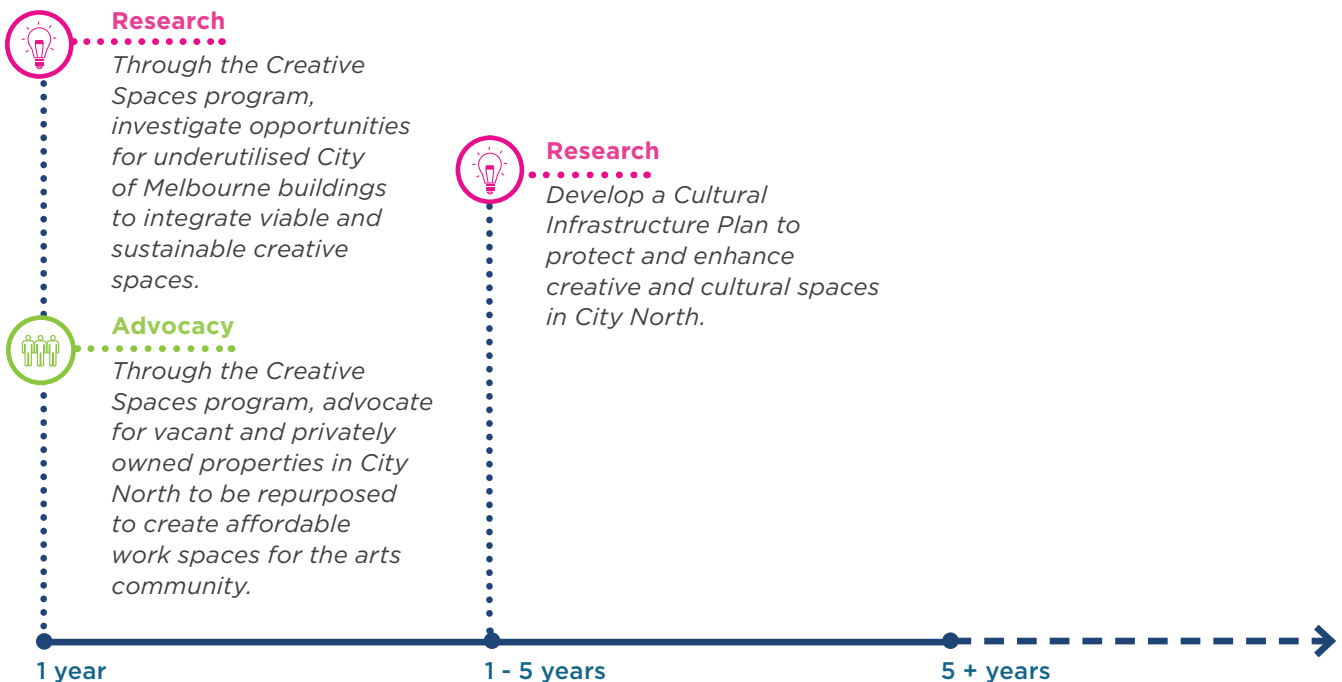 Research
Through the Creative
Spaces program,
investigate opportunities
for underutilised City
of Melbourne buildings
to integrate viable and
sustainable creative
spaces.
Advocacy
Through the Creative
Spaces program, advocate
for vacant and privately
owned properties in City
North to be repurposed
to create affordable
work spaces for the arts
community.
Research
Develop a Cultural
Infrastructure Plan to
protect and enhance
creative and cultural spaces
in City North.
1 year
1 - 5 years
5 + years